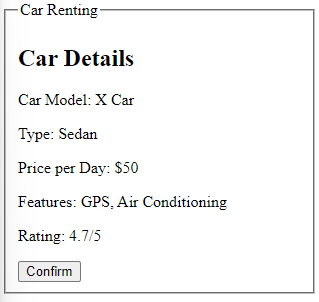 Car Renting
Car Details
Car Model: X Car
Type: Sedan
Price per Day: $50
Features: GPS, Air Conditioning
Rating: 4.7/5
Confirm